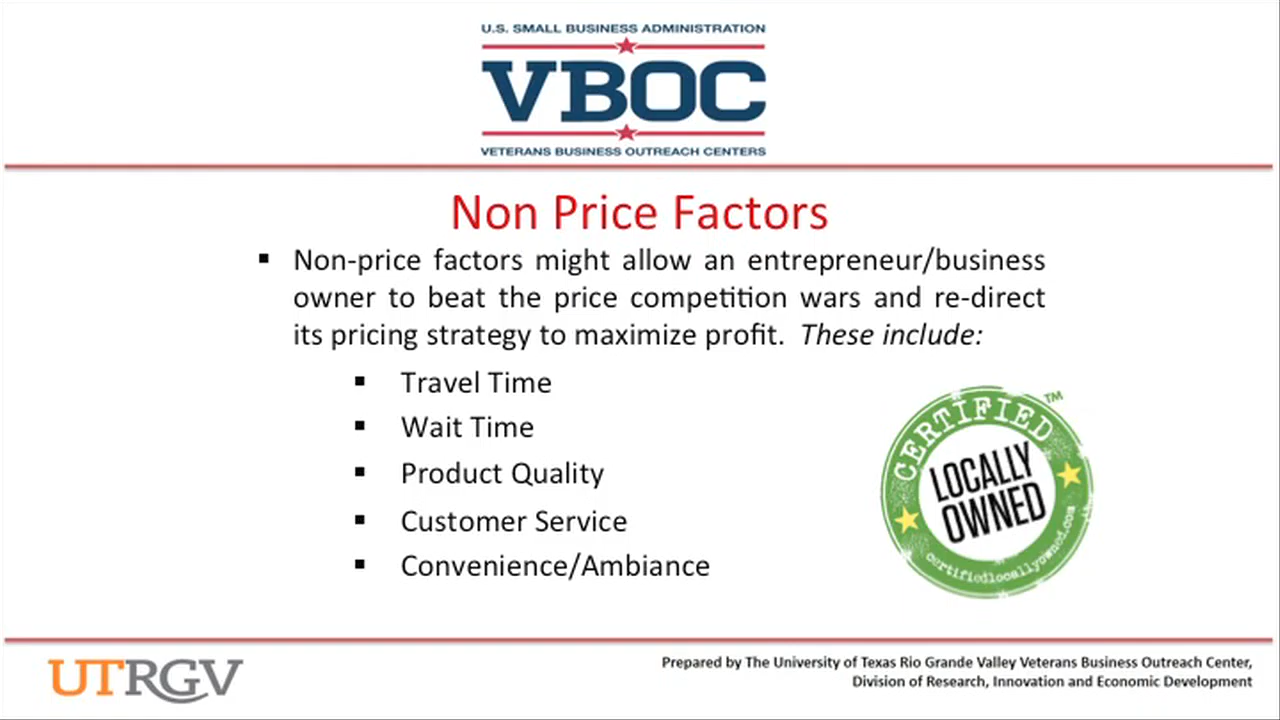 U.S. SMALL BUSINESS ADMINISTRATION
VBOC
VETERANS BUSINESS OUTREACH CENTERS
Non Price Factors
▪ Non-price factors might allow an entrepreneur/business
owner to beat the price competition wars and re-direct
its pricing strategy to maximize profit. These include:
▪ Travel Time
▪ Wait Time
▪ Product Quality
▪ Customer Service
▪ Convenience/Ambiance
CERTIFIED™
LOCALLY
OWNED
certifiedlocallyowned.com
UTRGV
Prepared by The University of Texas Rio Grande Valley Veterans Business Outreach Center,
Division of Research, Innovation and Economic Development